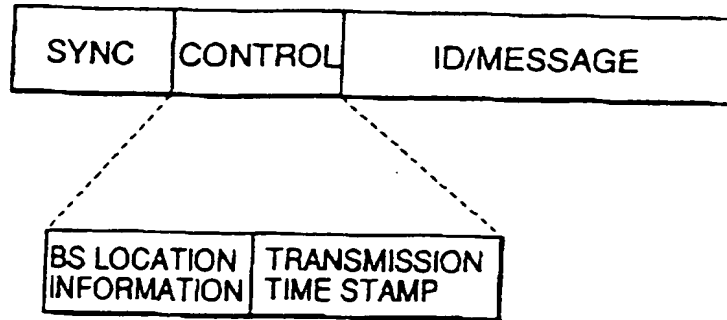 SYNC CONTROL ID/MESSAGE
BS LOCATION INFORMATION
TRANSMISSION TIME STAMP